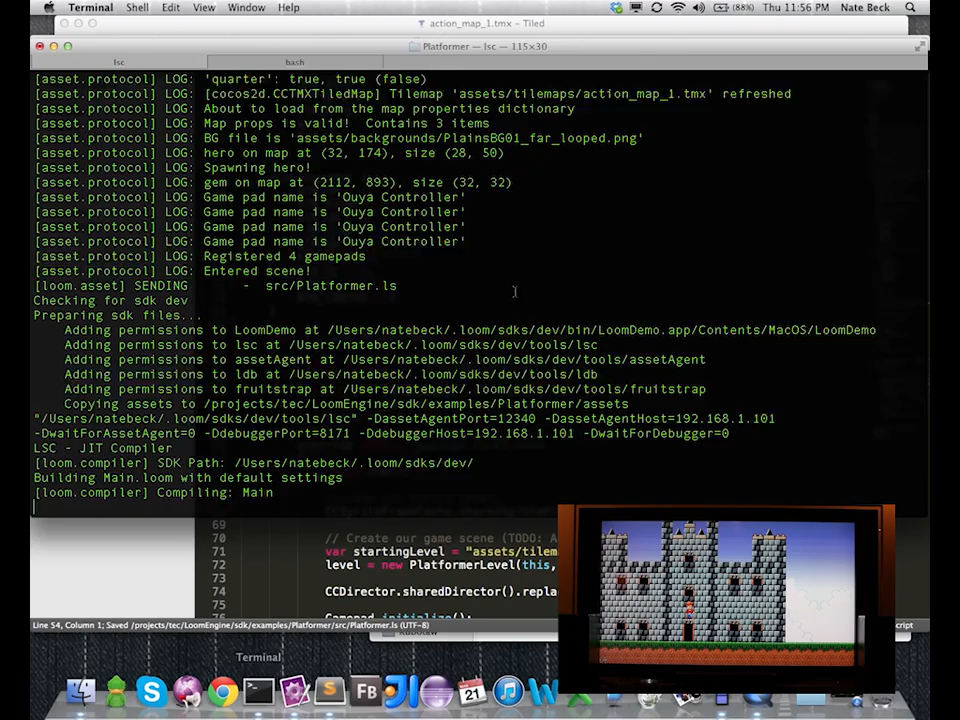 Terminal Shell Edit View Window Help (88%) Thu 11:56 PM Nate Beck
action_map_1.tmx - Tiled
Platformer — lsc — 115×30
lsc bash
[asset.protocol] LOG: 'quarter': true, true (false)
[asset.protocol] LOG: [cocos2d.CCTMXTiledMap] Tilemap 'assets/tilemaps/action_map_1.tmx' refreshed
[asset.protocol] LOG: About to load from the map properties dictionary
[asset.protocol] LOG: Map props is valid!  Contains 3 items
[asset.protocol] LOG: BG file is 'assets/backgrounds/PlainsBG01_far_looped.png'
[asset.protocol] LOG: hero on map at (32, 174), size (28, 50)
[asset.protocol] LOG: Spawning hero!
[asset.protocol] LOG: gem on map at (2112, 893), size (32, 32)
[asset.protocol] LOG: Game pad name is 'Ouya Controller'
[asset.protocol] LOG: Game pad name is 'Ouya Controller'
[asset.protocol] LOG: Game pad name is 'Ouya Controller'
[asset.protocol] LOG: Game pad name is 'Ouya Controller'
[asset.protocol] LOG: Registered 4 gamepads
[asset.protocol] LOG: Entered scene!
[loom.asset] SENDING - src/Platformer.ls
Checking for sdk dev
Preparing sdk files...
Adding permissions to LoomDemo at /Users/natebeck/.loom/sdks/dev/bin/LoomDemo.app/Contents/MacOS/LoomDemo
Adding permissions to lsc at /Users/natebeck/.loom/sdks/dev/tools/lsc
Adding permissions to assetAgent at /Users/natebeck/.loom/sdks/dev/tools/assetAgent
Adding permissions to ldb at /Users/natebeck/.loom/sdks/dev/tools/ldb
Adding permissions to fruitstrap at /Users/natebeck/.loom/sdks/dev/tools/fruitstrap
Copying assets to /projects/tec/LoomEngine/sdk/examples/Platformer/assets
"/Users/natebeck/.loom/sdks/dev/tools/lsc" -DassetAgentPort=12340 -DassetAgentHost=192.168.1.101
-DwaitForAssetAgent=0 -DdebuggerPort=8171 -DdebuggerHost=192.168.1.101 -DwaitForDebugger=0
LSC - JIT Compiler
[loom.compiler] SDK Path: /Users/natebeck/.loom/sdks/dev/
Building Main.loom with default settings
[loom.compiler] Compiling: Main
69
70 // Create our game scene (TODO: A
71 var startingLevel = "assets/tilem
72 level = new PlatformerLevel(this,
73
74 CCDirector.sharedDirector().repla
75
Line 54, Column 1; Saved /projects/tec/LoomEngine/sdk/examples/Platformer/src/Platformer.ls (UTF-8)
Terminal
FB
21